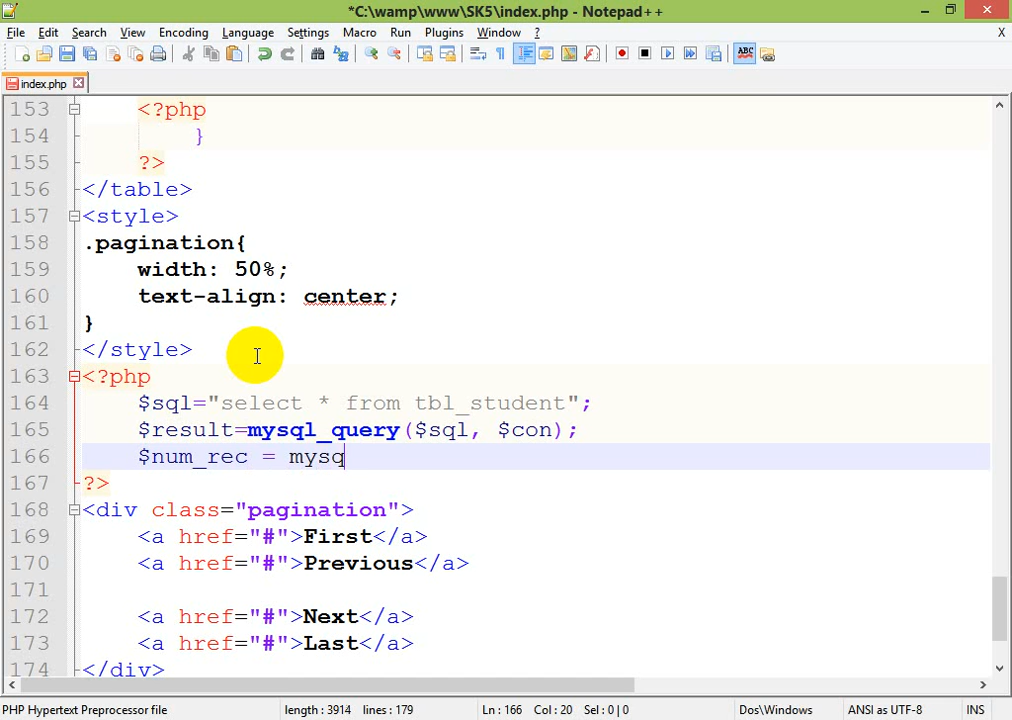 *C:\wamp\www\SK5\index.php - Notepad++
File Edit Search View Encoding Language Settings Macro Run Plugins Window ? X
index.php
153 <?php
154 }
155 ?>
156 </table>
157 <style>
158 .pagination{
159 width: 50%;
160 text-align: center;
161 }
162 </style>
163 <?php
164 $sql="select * from tbl_student";
165 $result=mysql_query($sql, $con);
166 $num_rec = mysq
167 ?>
168 <div class="pagination">
169 <a href="#">First</a>
170 <a href="#">Previous</a>
171
172 <a href="#">Next</a>
173 <a href="#">Last</a>
174 </div>
PHP Hypertext Preprocessor file length : 3914 lines : 179 Ln : 166 Col : 20 Sel : 0 | 0 Dos\Windows ANSI as UTF-8 INS